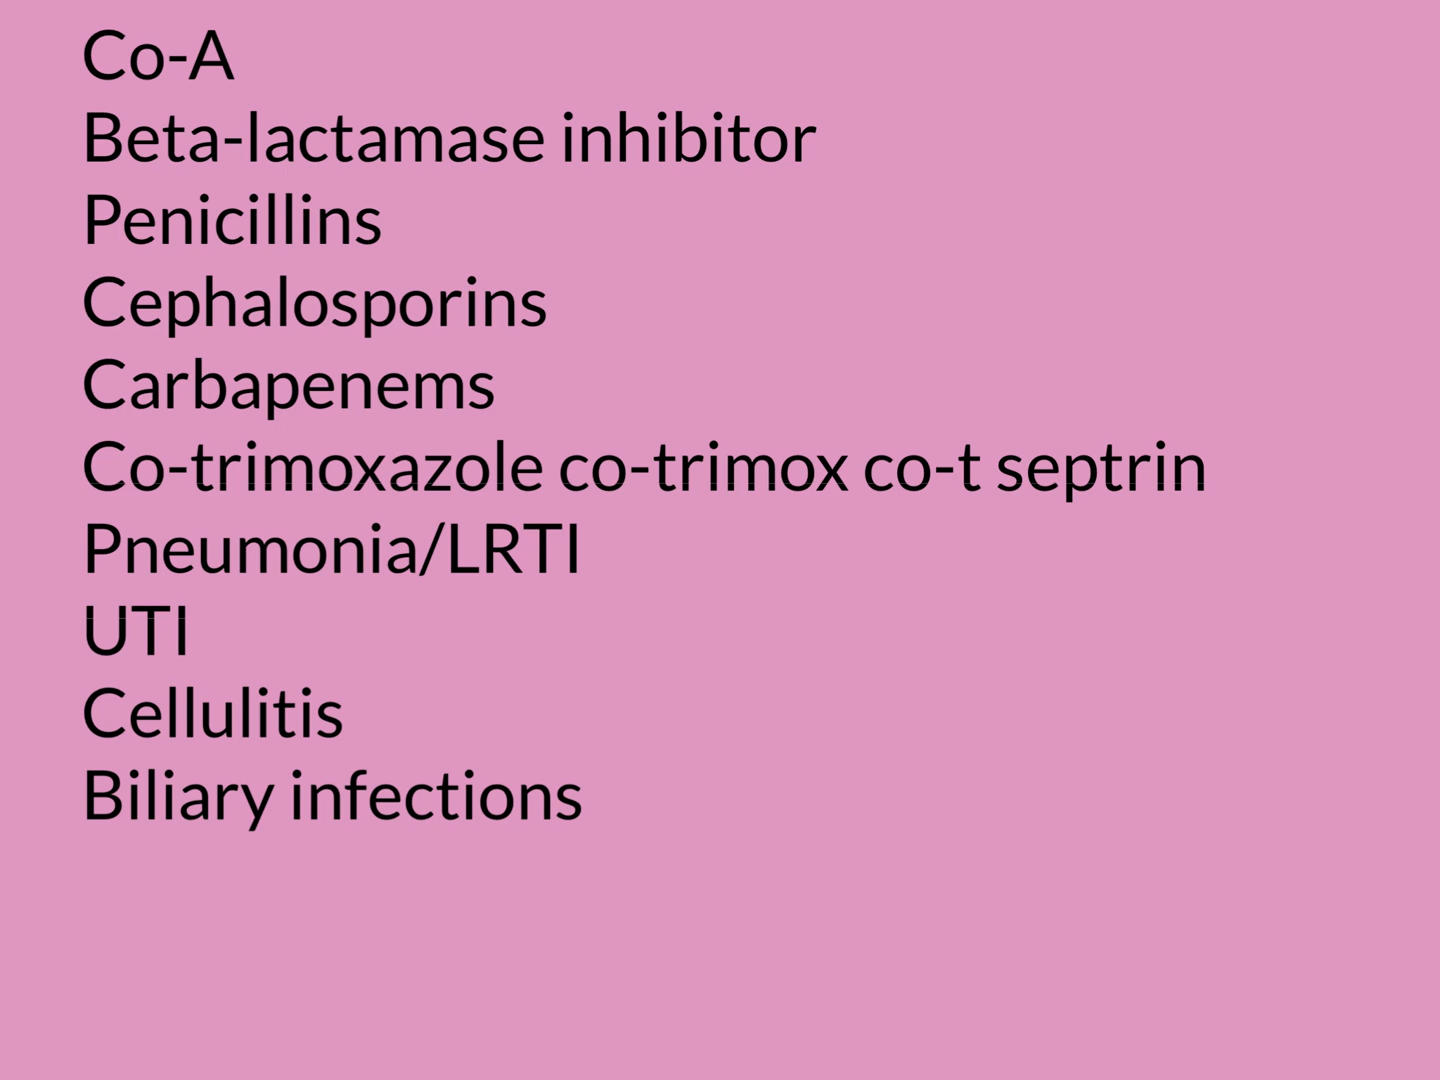 Co-A
Beta-lactamase inhibitor
Penicillins
Cephalosporins
Carbapenems
Co-trimoxazole co-trimox co-t septrin
Pneumonia/LRTI
UTI
Cellulitis
Biliary infections